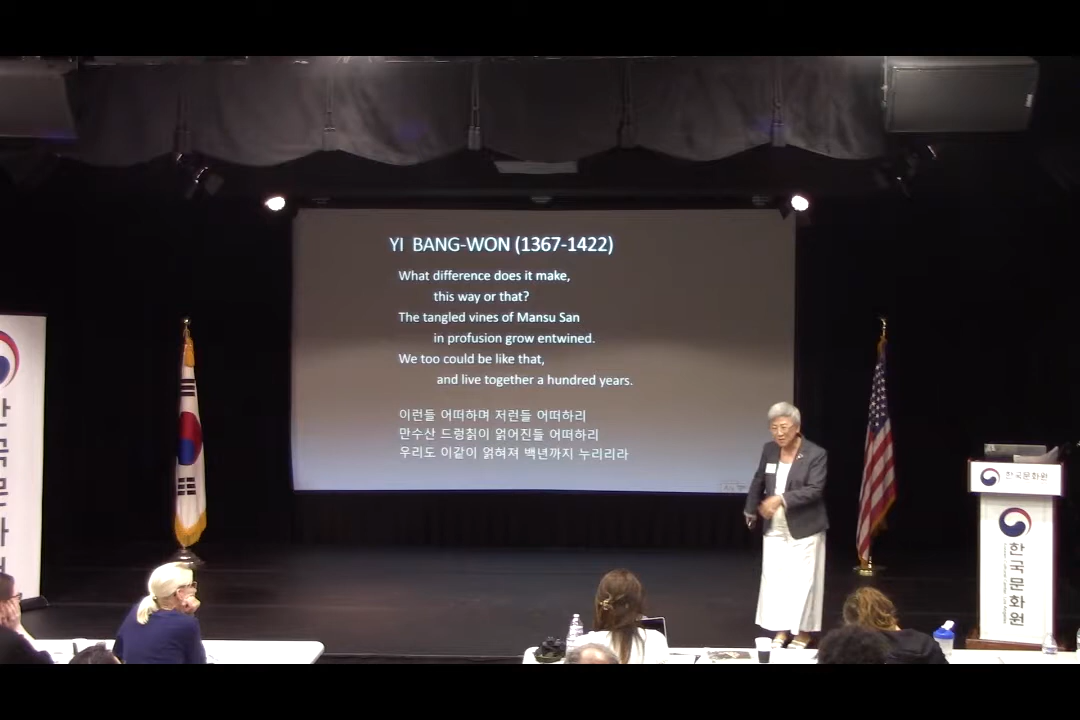 YI BANG-WON (1367-1422)
What difference does it make,
this way or that?
The tangled vines of Mansu San
in profusion grow entwined.
We too could be like that,
and live together a hundred years.
이런들 어떠하며 저런들 어떠하리
만수산 드렁칡이 얽어진들 어떠하리
우리도 이같이 얽혀져 백년까지 누리리라
한국문화원
한국문화원